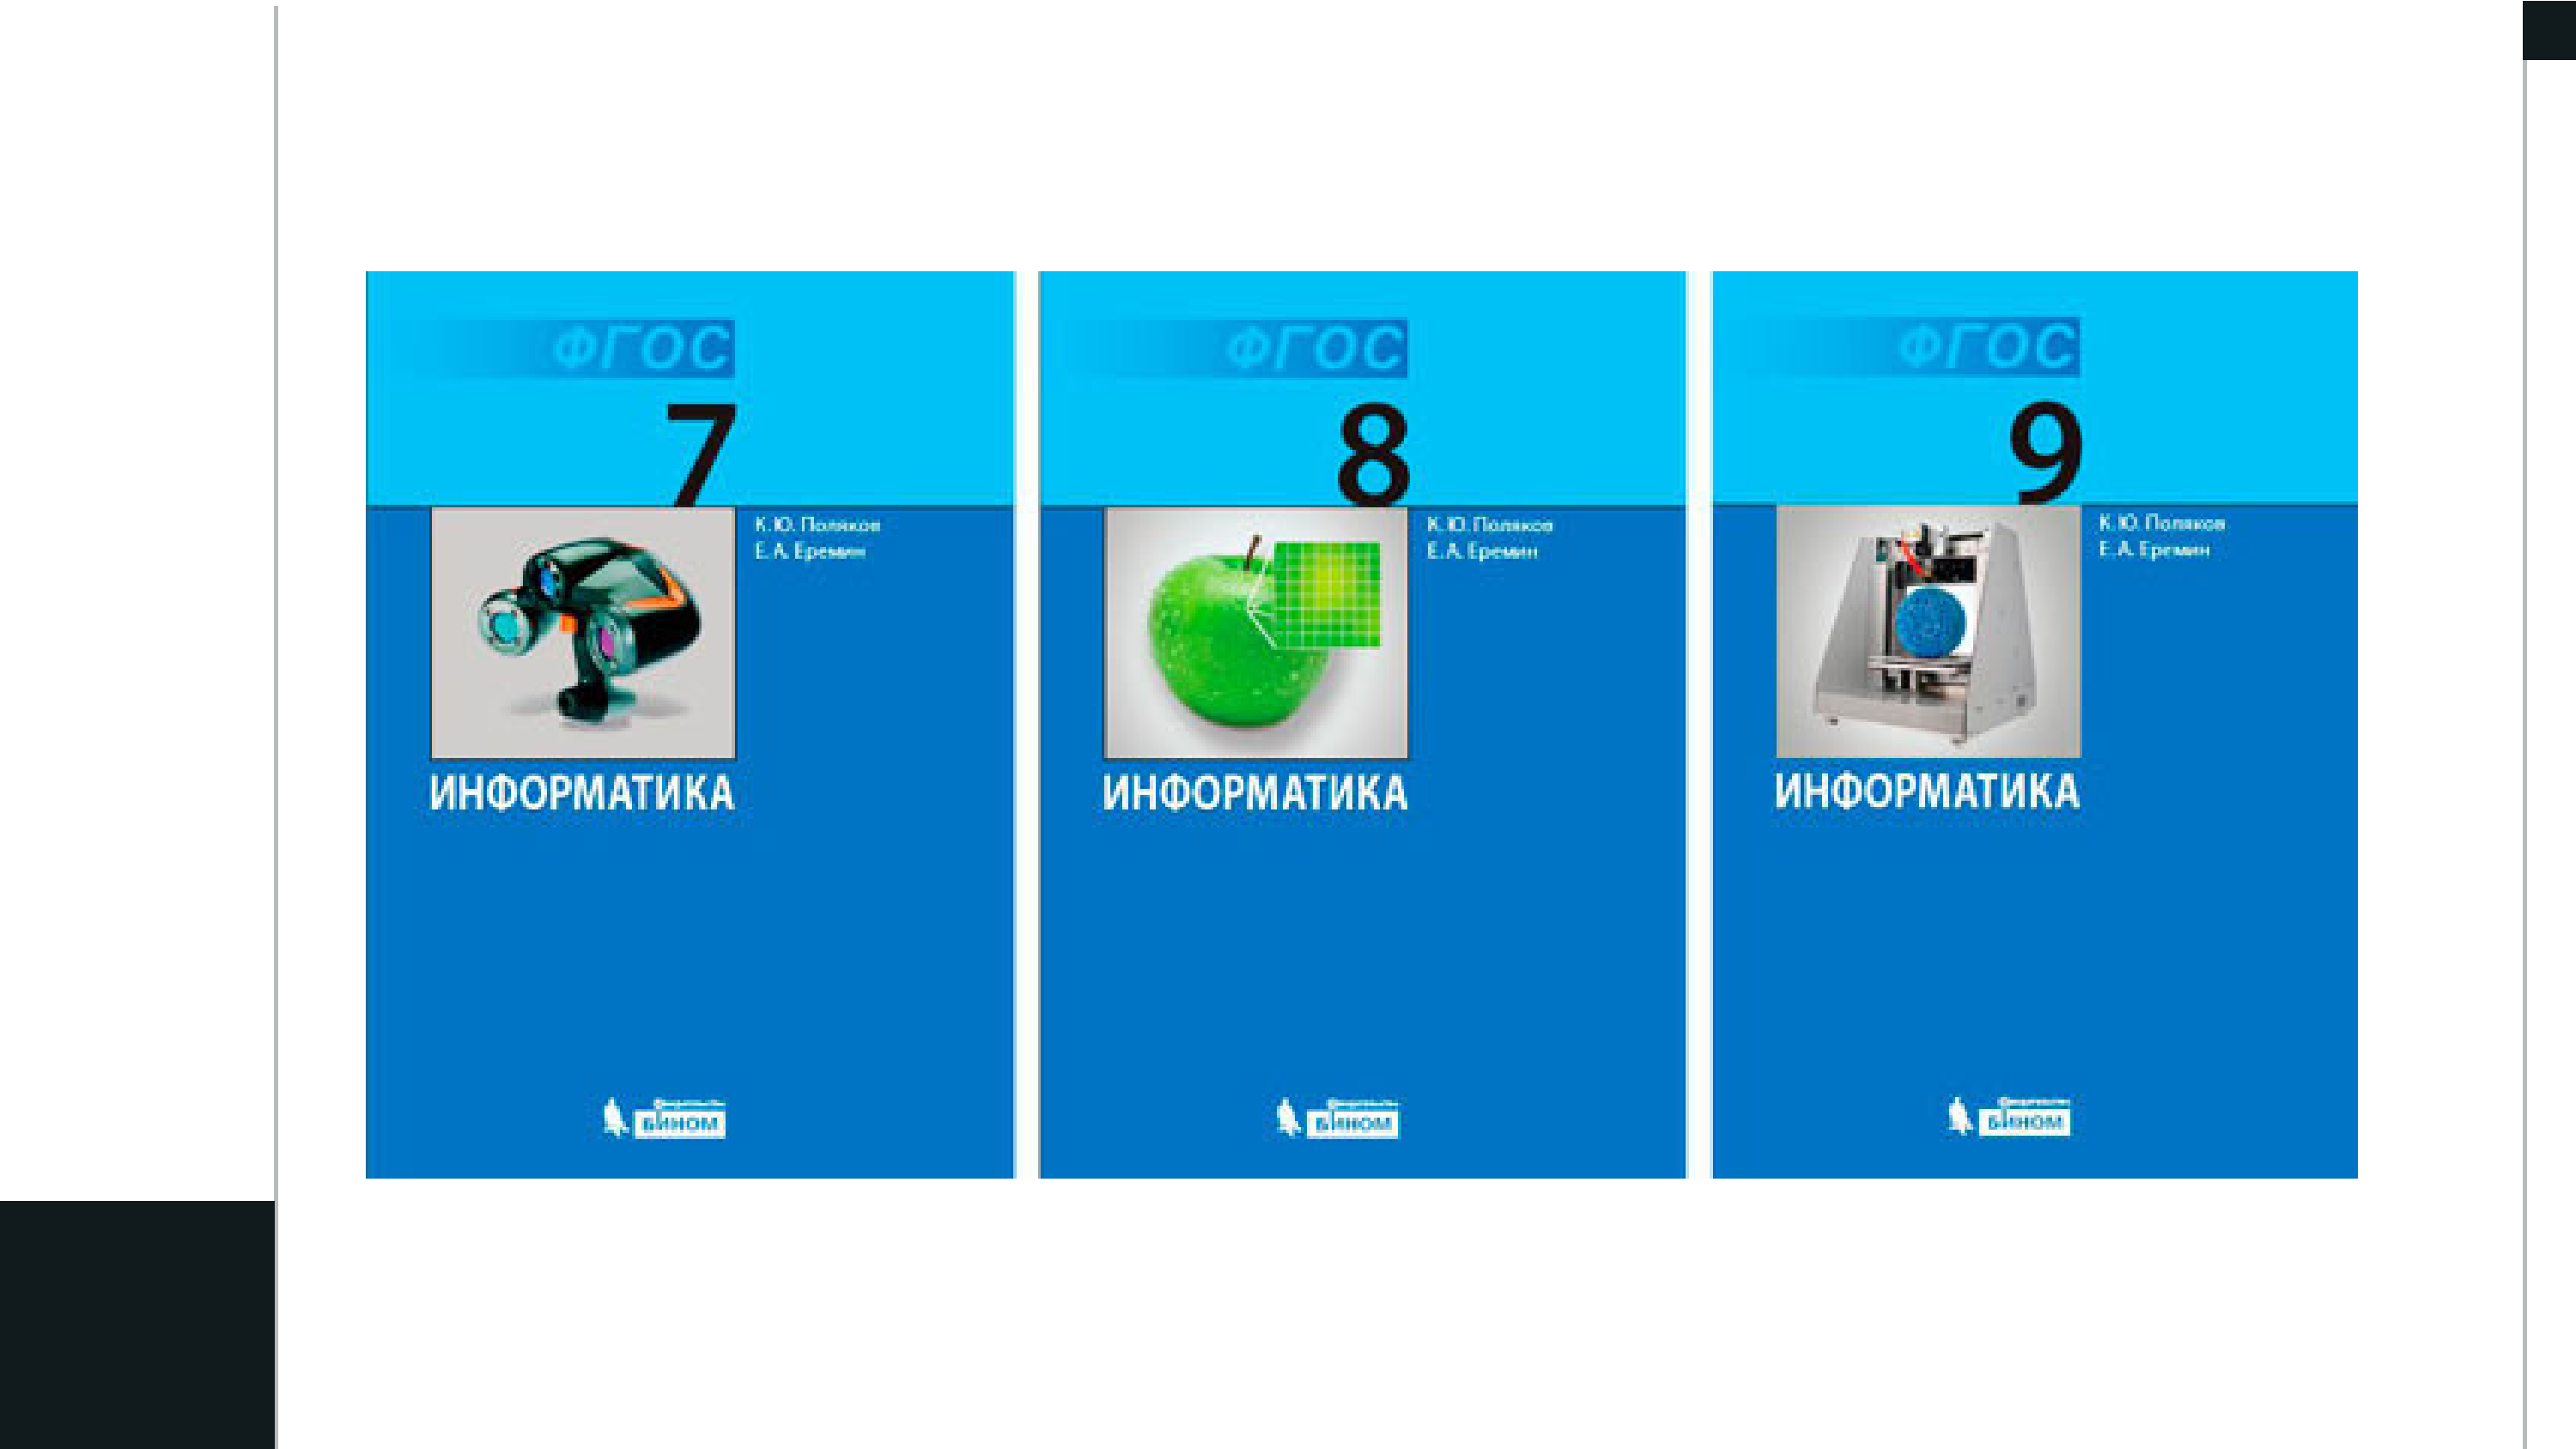 ФГОС
7
К. Ю. Поляков
Е. А. Еремин
ИНФОРМАТИКА
БИНОМ
ФГОС
8
К. Ю. Поляков
Е. А. Еремин
ИНФОРМАТИКА
БИНОМ
ФГОС
9
К. Ю. Поляков
Е. А. Еремин
ИНФОРМАТИКА
БИНОМ